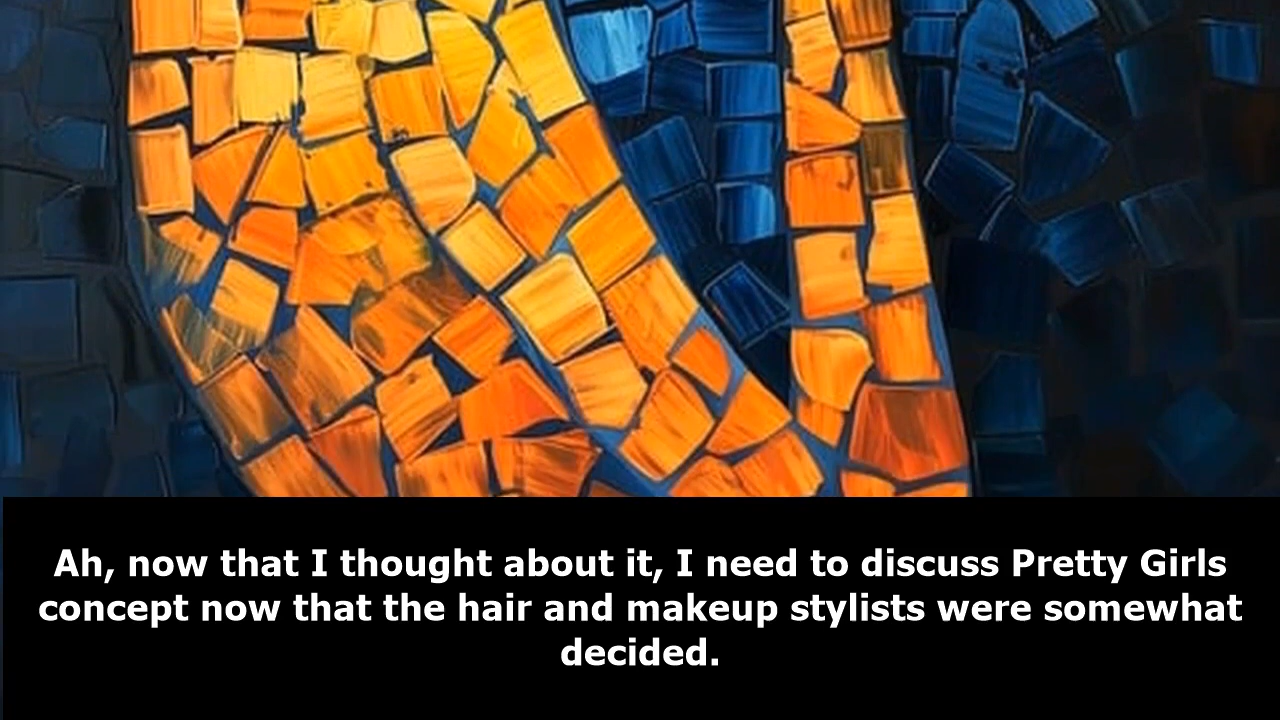 Ah, now that I thought about it, I need to discuss Pretty Girls
concept now that the hair and makeup stylists were somewhat
decided.